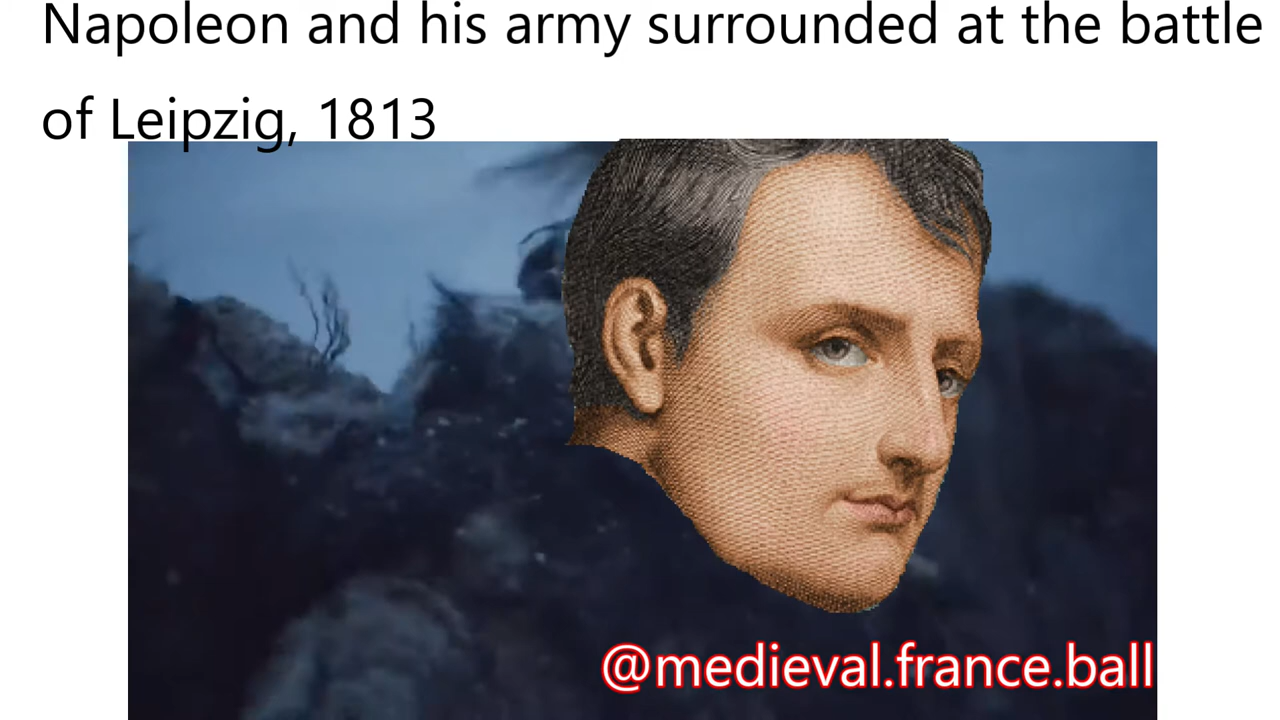 Napoleon and his army surrounded at the battle
of Leipzig, 1813
@medieval.france.ball